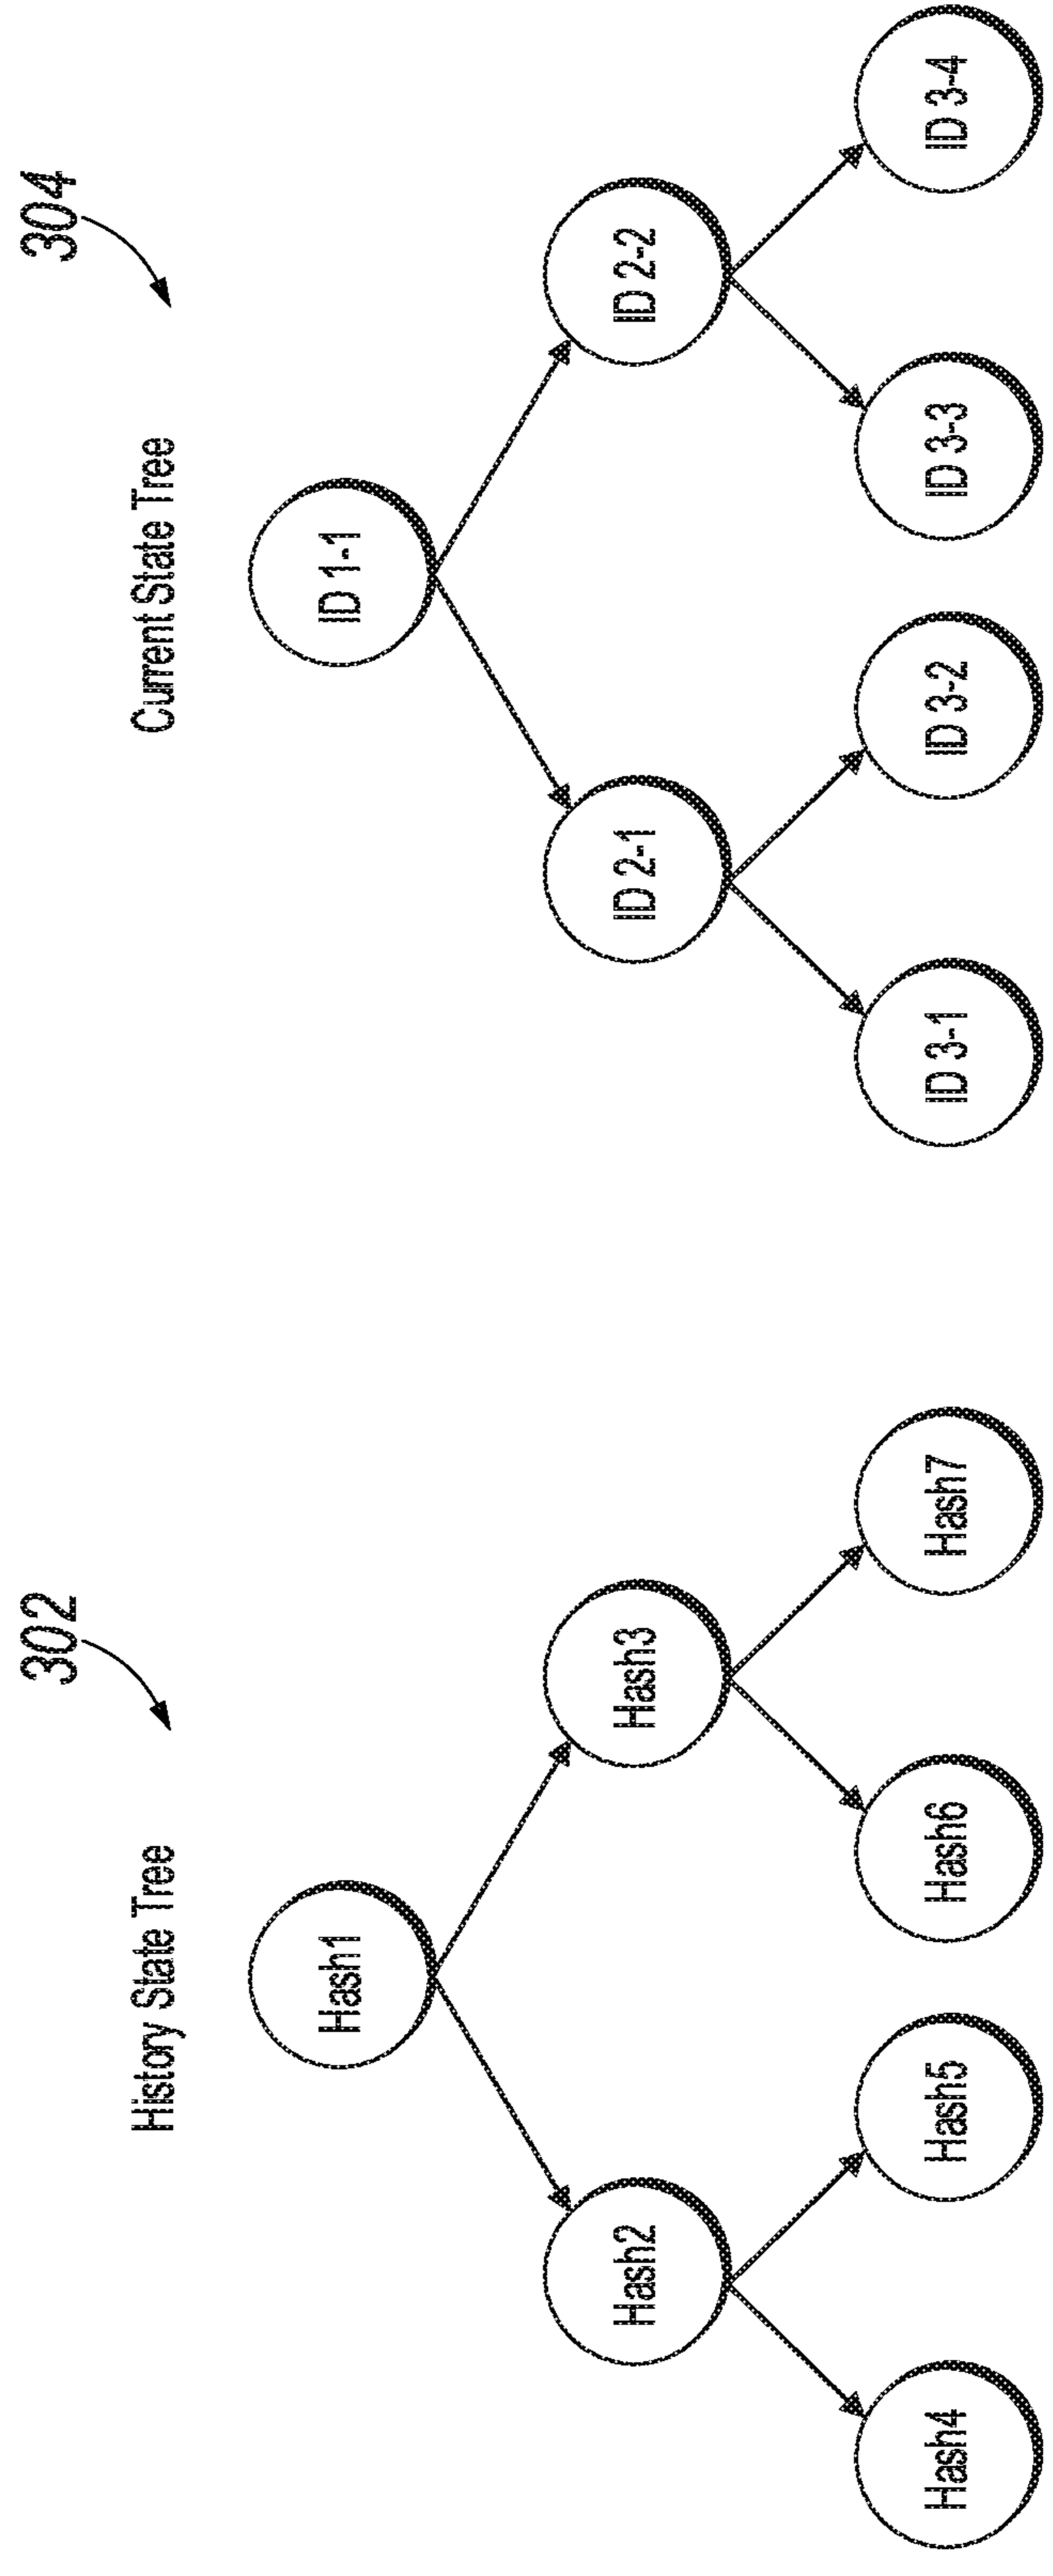 302
History State Tree
Hash1
Hash2
Hash3
Hash4
Hash5
Hash6
Hash7
304
Current State Tree
ID 1-1
ID 2-1
ID 2-2
ID 3-1
ID 3-2
ID 3-3
ID 3-4